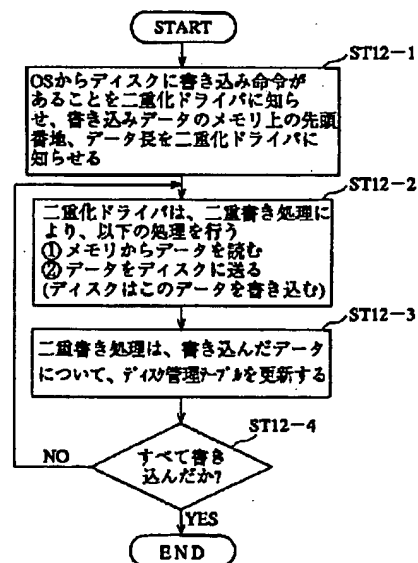 START
ST12-1
OSからディスクに書き込み命令が
あることを二重化ドライバに知ら
せ、書き込みデータのメモリ上の先頭
番地、データ長を二重化ドライバに
知らせる
ST12-2
二重化ドライバは、二重書き処理に
より、以下の処理を行う
①メモリからデータを読む
②データをディスクに送る
(ディスクはこのデータを書き込む)
ST12-3
二重書き処理は、書き込んだデータ
について、ディスク管理テーブルを更新する
ST12-4
すべて書き
込んだか?
NO
YES
END